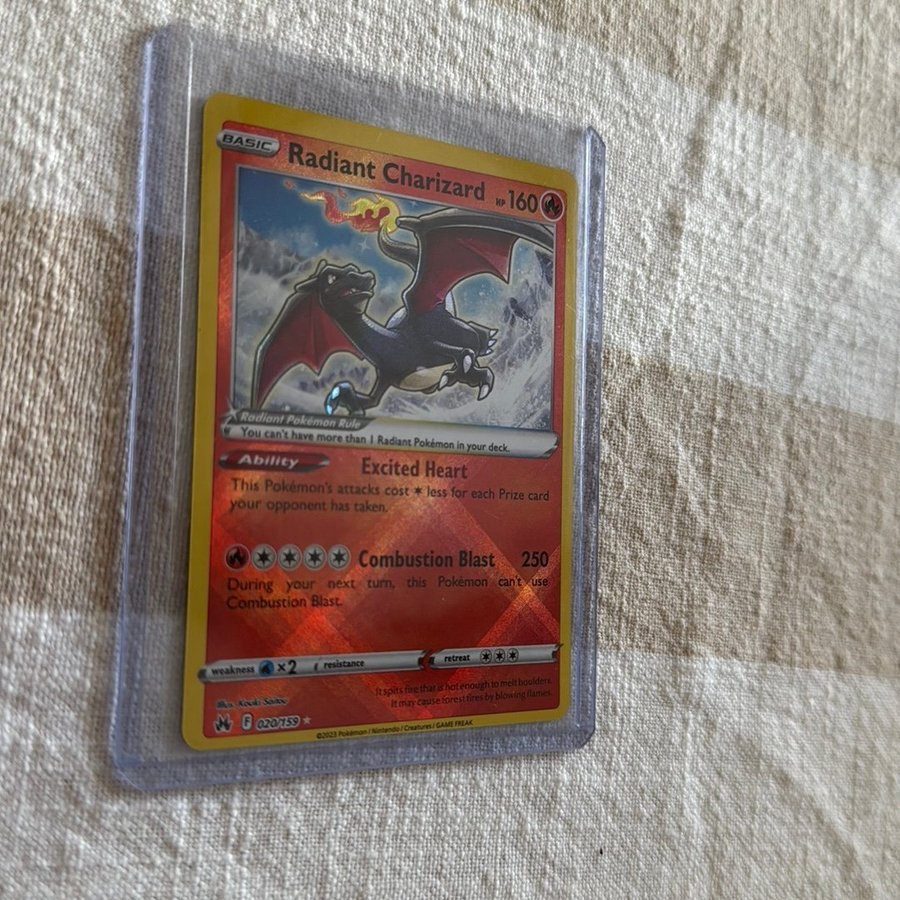 BASIC Radiant Charizard HP 160
Radiant Pokémon Rule
You can't have more than 1 Radiant Pokémon in your deck.
Ability Excited Heart
This Pokémon's attacks cost less for each Prize card
your opponent has taken.
Combustion Blast 250
During your next turn, this Pokémon can't use
Combustion Blast.
weakness ×2 resistance retreat
It spits fire that is hot enough to melt boulders.
It may cause forest fires by blowing flames.
Illus. Kouki Saitou
F 020/159
©2023 Pokémon / Nintendo / Creatures / GAME FREAK